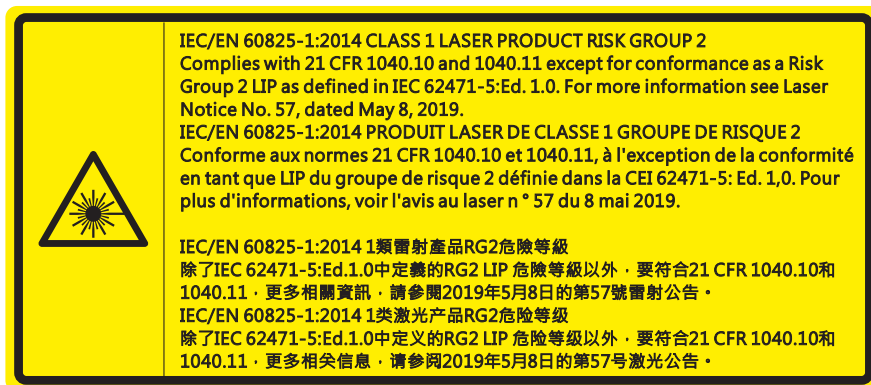 IEC/EN 60825-1:2014 CLASS 1 LASER PRODUCT RISK GROUP 2
Complies with 21 CFR 1040.10 and 1040.11 except for conformance as a Risk
Group 2 LIP as defined in IEC 62471-5:Ed. 1.0. For more information see Laser
Notice No. 57, dated May 8, 2019.
IEC/EN 60825-1:2014 PRODUIT LASER DE CLASSE 1 GROUPE DE RISQUE 2
Conforme aux normes 21 CFR 1040.10 et 1040.11, à l'exception de la conformité
en tant que LIP du groupe de risque 2 définie dans la CEI 62471-5: Ed. 1,0. Pour
plus d'informations, voir l'avis au laser n ° 57 du 8 mai 2019.
IEC/EN 60825-1:2014 1類雷射產品RG2危險等級
除了IEC 62471-5:Ed.1.0中定義的RG2 LIP 危險等級以外，要符合21 CFR 1040.10和
1040.11，更多相關資訊，請參閱2019年5月8日的第57號雷射公告。
IEC/EN 60825-1:2014 1类激光产品RG2危险等级
除了IEC 62471-5:Ed.1.0中定义的RG2 LIP 危险等级以外，要符合21 CFR 1040.10和
1040.11，更多相关信息，请参阅2019年5月8日的第57号激光公告。